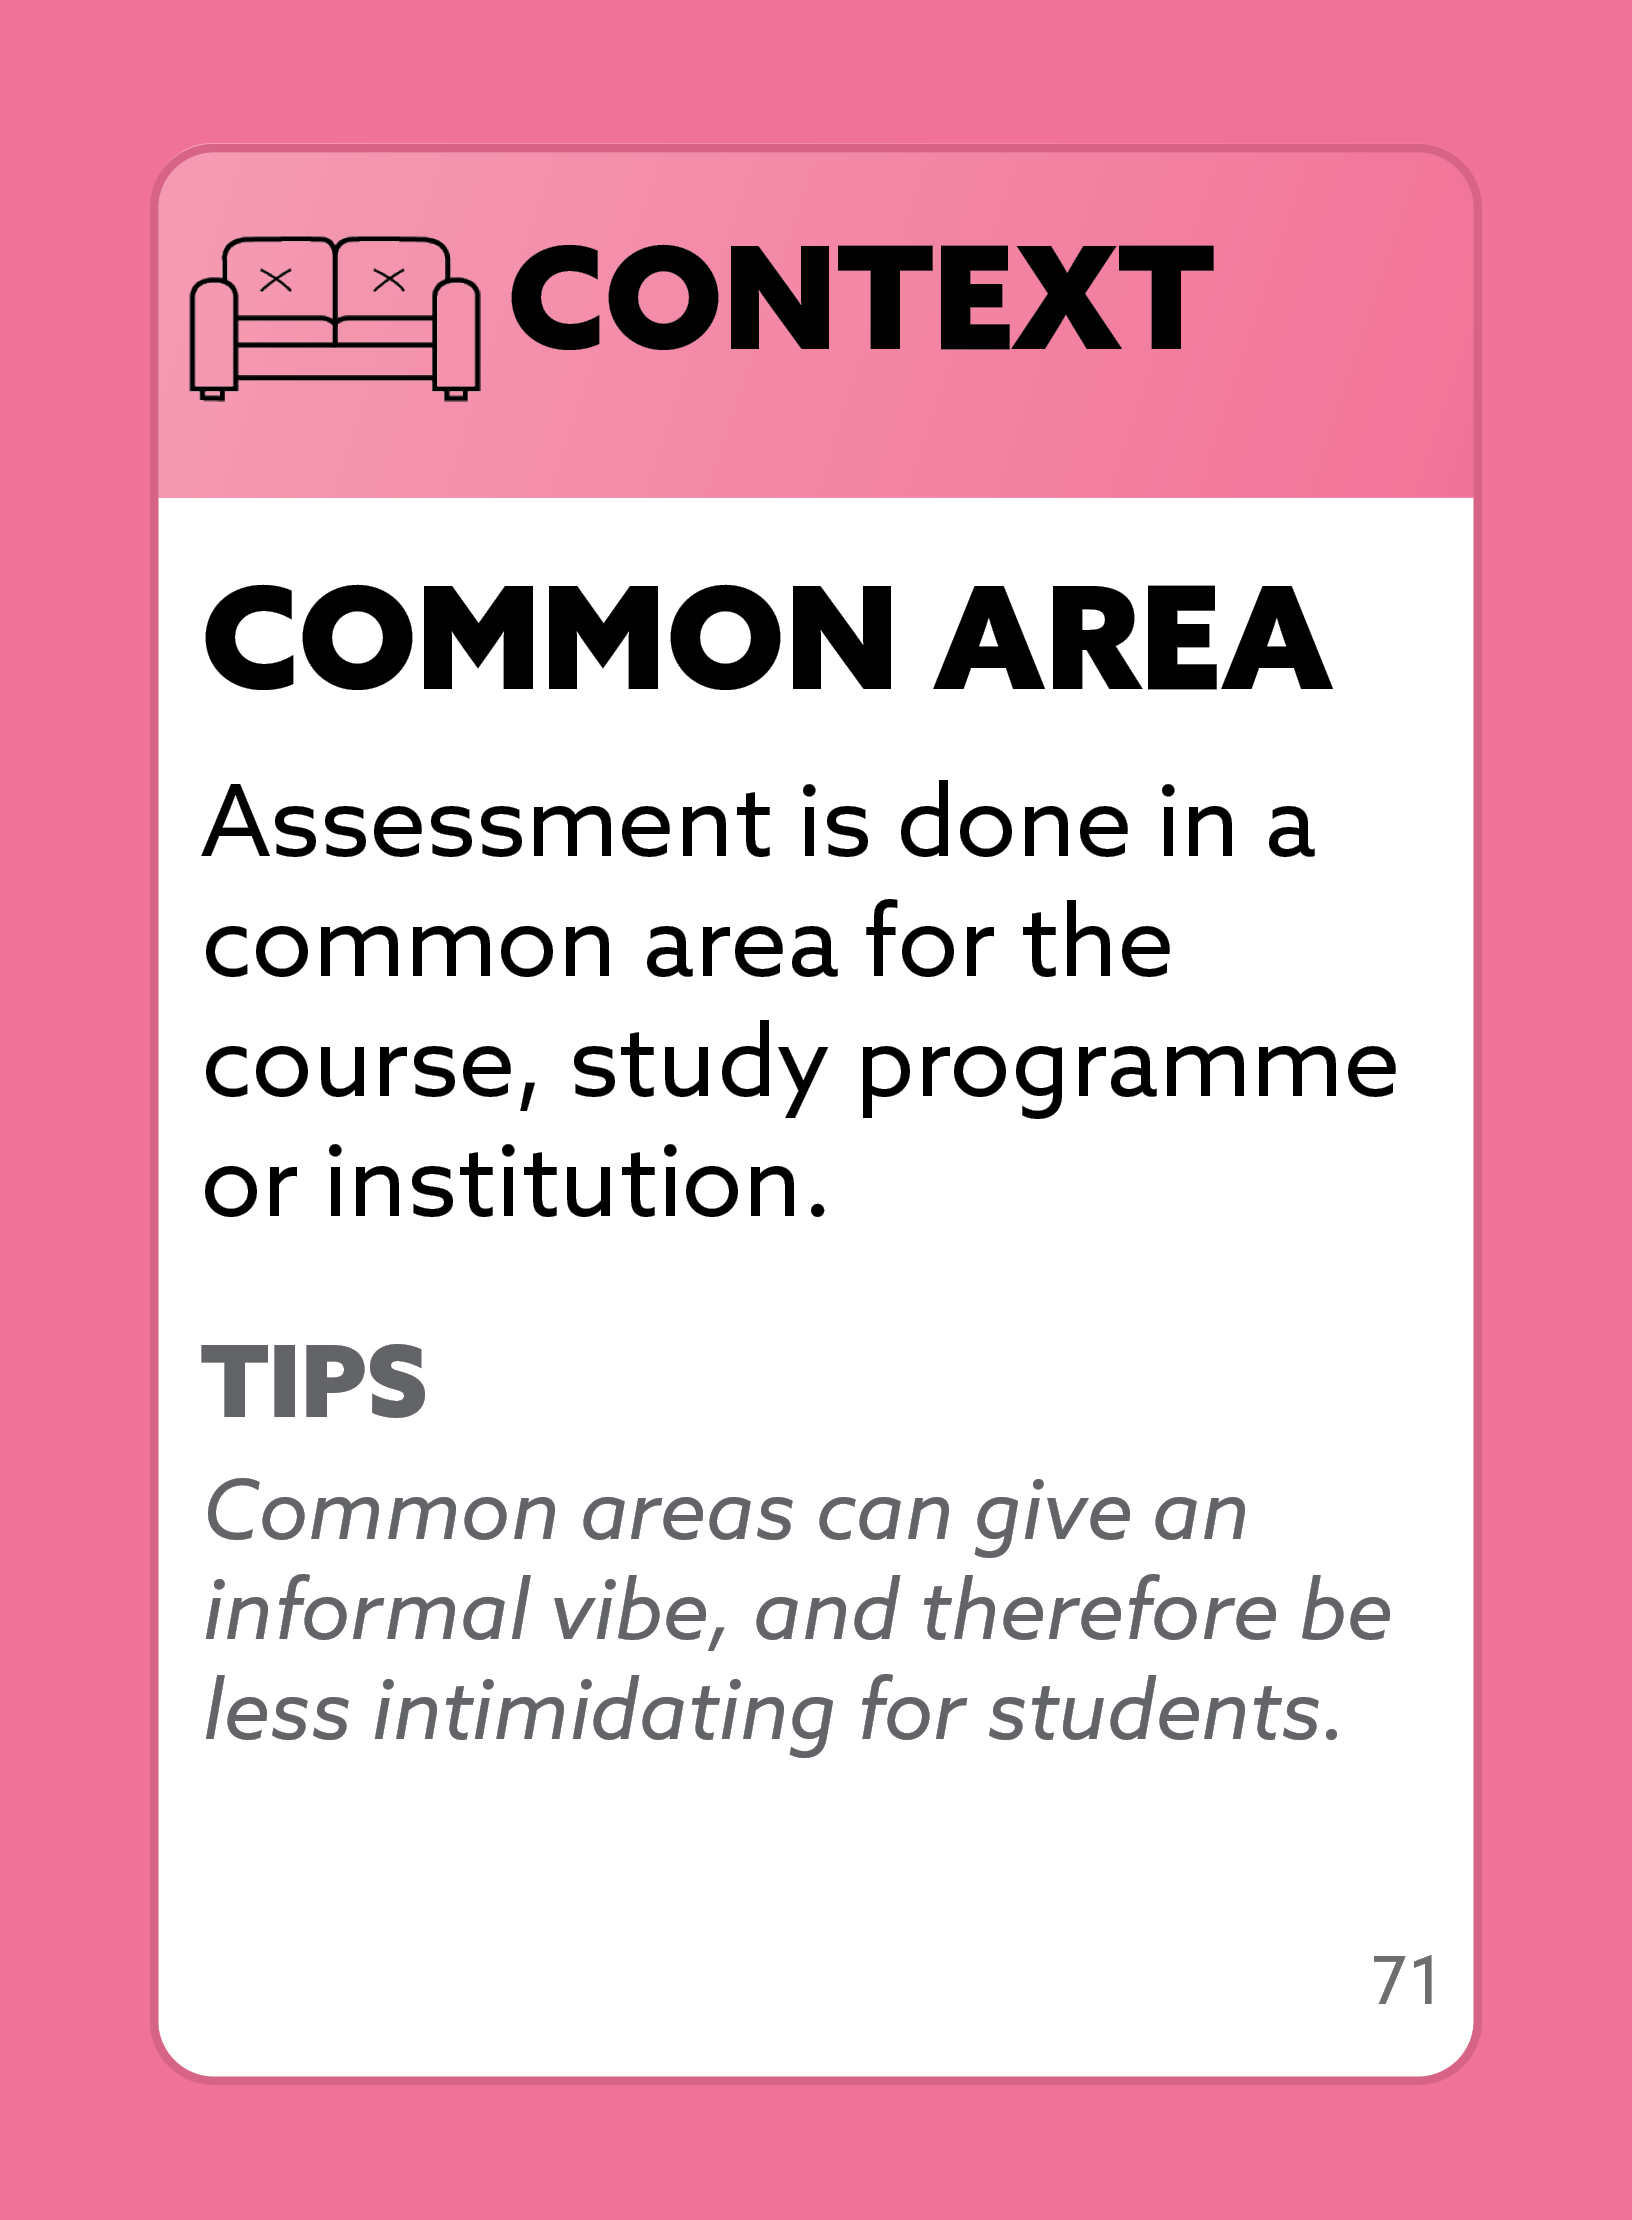 CONTEXT
COMMON AREA
Assessment is done in a
common area for the
course, study programme
or institution.
TIPS
Common areas can give an
informal vibe, and therefore be
less intimidating for students.
71